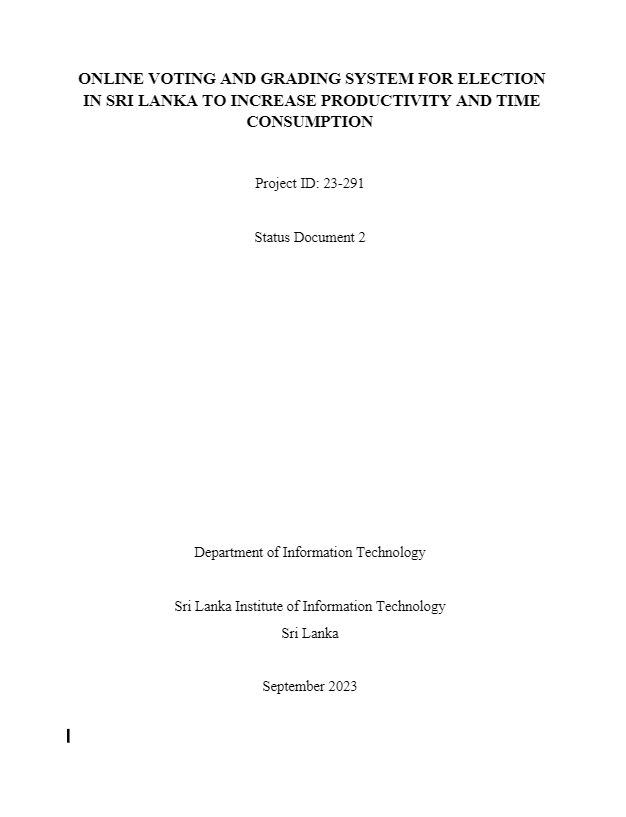 ONLINE VOTING AND GRADING SYSTEM FOR ELECTION
IN SRI LANKA TO INCREASE PRODUCTIVITY AND TIME
CONSUMPTION
Project ID: 23-291
Status Document 2
Department of Information Technology
Sri Lanka Institute of Information Technology
Sri Lanka
September 2023